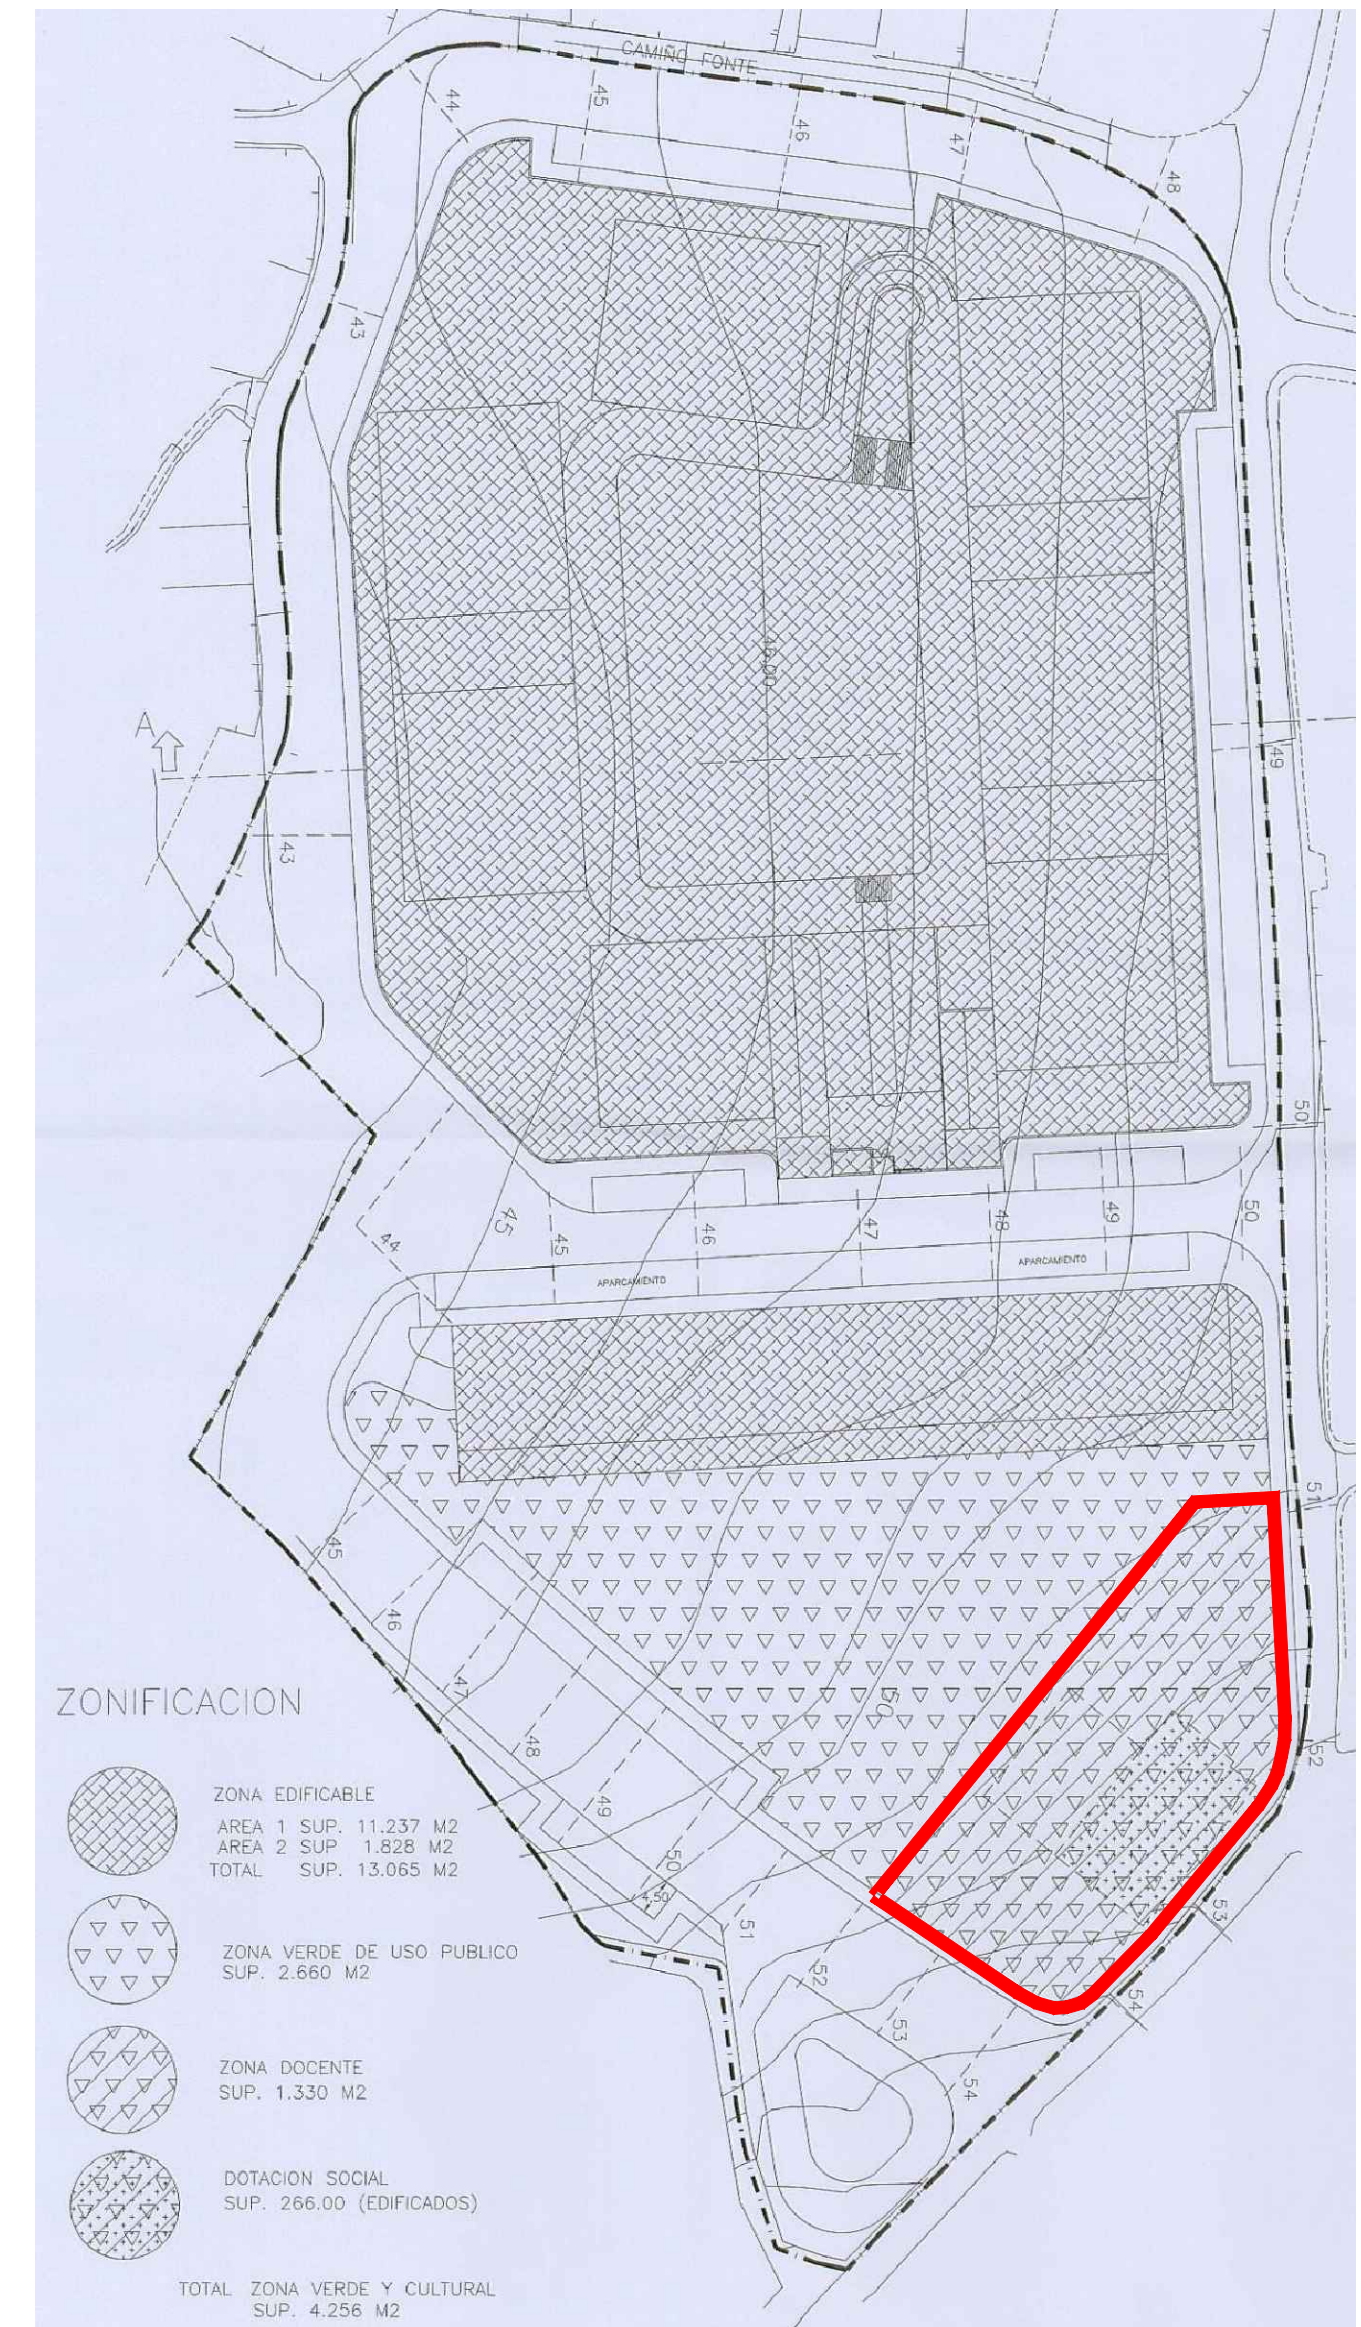 CAMIÑO FONTE
44
45
46
47
48
43
46.00
A
49
43
50
45
44
45
46
47
48
49
50
APARCAMIENTO
APARCAMIENTO
51
45
46
47
50
52
48
49
50
4,50
51
53
52
54
53
54
ZONIFICACION
ZONA EDIFICABLE
AREA 1 SUP. 11.237 M2
AREA 2 SUP 1.828 M2
TOTAL SUP. 13.065 M2
ZONA VERDE DE USO PUBLICO
SUP. 2.660 M2
ZONA DOCENTE
SUP. 1.330 M2
DOTACION SOCIAL
SUP. 266.00 (EDIFICADOS)
TOTAL ZONA VERDE Y CULTURAL
SUP. 4.256 M2